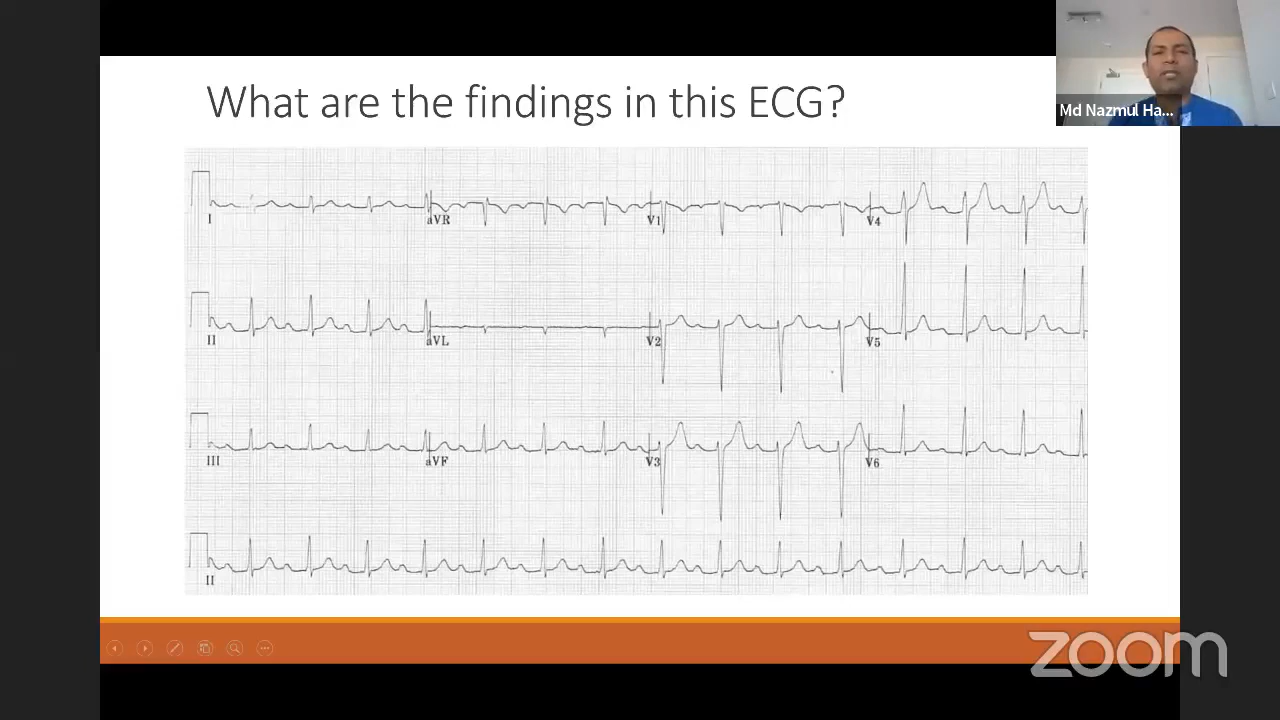 What are the findings in this ECG?
Md Nazmul Ha...
I
aVR
V1
V4
II
aVL
V2
V5
III
aVF
V3
V6
II
zoom